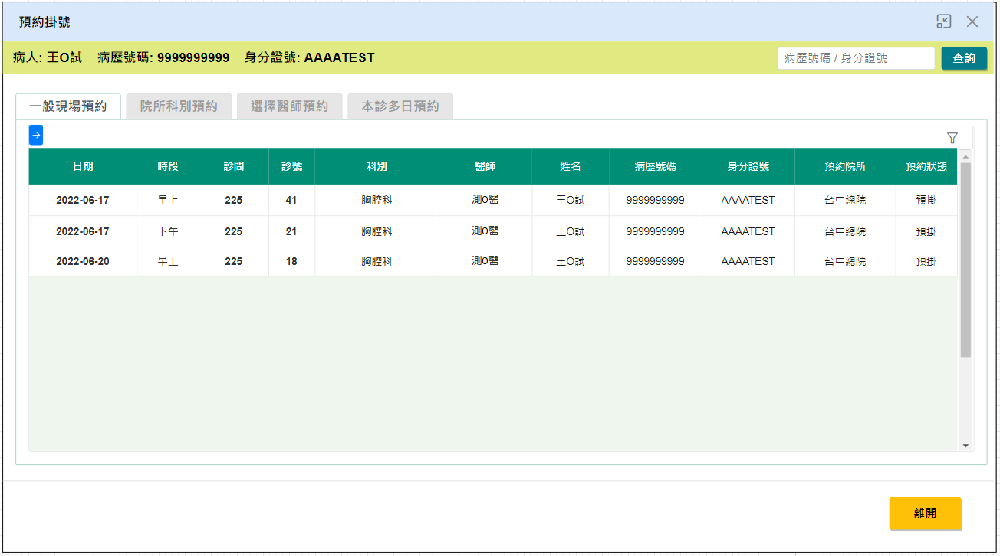 預約掛號
病人: 王O試 病歷號碼: 9999999999 身分證號: AAAATEST 病歷號碼 / 身分證號 查詢
一般現場預約 院所科別預約 選擇醫師預約 本診多日預約
日期 時段 診間 診號 科別 醫師 姓名 病歷號碼 身分證號 預約院所 預約狀態
2022-06-17 早上 225 41 胸腔科 測O醫 王O試 9999999999 AAAATEST 台中總院 預掛
2022-06-17 下午 225 21 胸腔科 測O醫 王O試 9999999999 AAAATEST 台中總院 預掛
2022-06-20 早上 225 18 胸腔科 測O醫 王O試 9999999999 AAAATEST 台中總院 預掛
離開